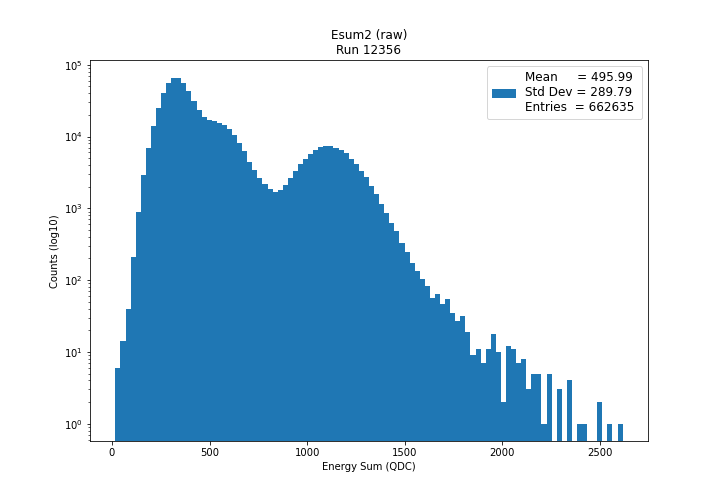 Esum2 (raw)
Run 12356
Mean = 495.99
Std Dev = 289.79
Entries = 662635
Counts (log10)
10^5
10^4
10^3
10^2
10^1
10^0
0 500 1000 1500 2000 2500
Energy Sum (QDC)